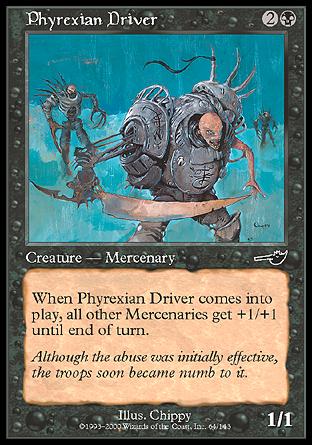 Phyrexian Driver 2
Creature — Mercenary
When Phyrexian Driver comes into
play, all other Mercenaries get +1/+1
until end of turn.
Although the abuse was initially effective,
the troops soon became numb to it.
Illus. Chippy
©1993-2000 Wizards of the Coast, Inc. 64/143
1/1